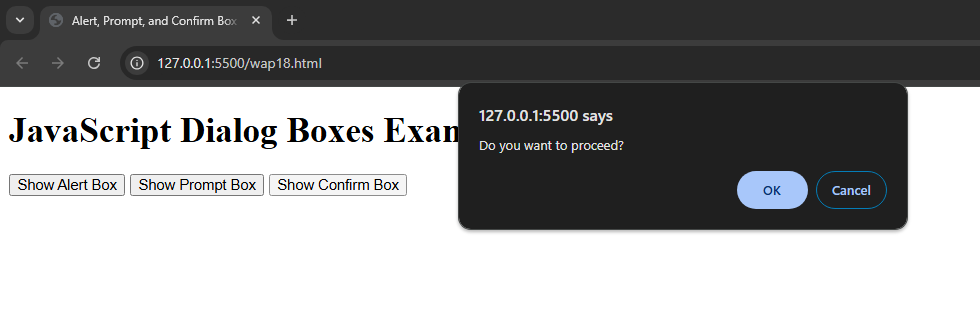 Alert, Prompt, and Confirm Box
127.0.0.1:5500/wap18.html
127.0.0.1:5500 says
JavaScript Dialog Boxes
Do you want to proceed?
Show Alert Box Show Prompt Box Show Confirm Box
OK Cancel